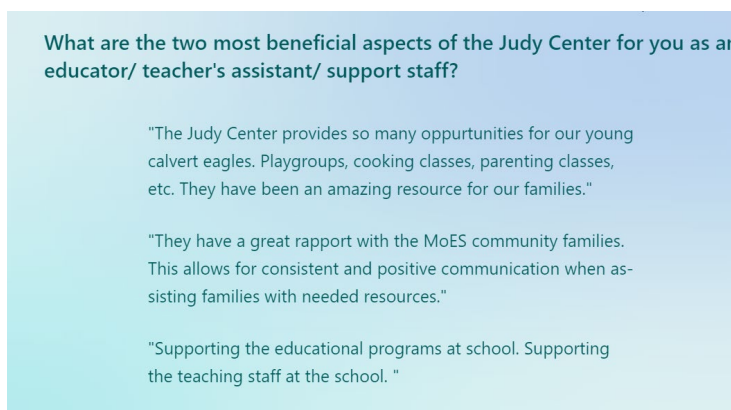 What are the two most beneficial aspects of the Judy Center for you as an
educator/ teacher's assistant/ support staff?
"The Judy Center provides so many oppurtunities for our young
calvert eagles. Playgroups, cooking classes, parenting classes,
etc. They have been an amazing resource for our families."
"They have a great rapport with the MoES community families.
This allows for consistent and positive communication when as-
sisting families with needed resources."
"Supporting the educational programs at school. Supporting
the teaching staff at the school. "